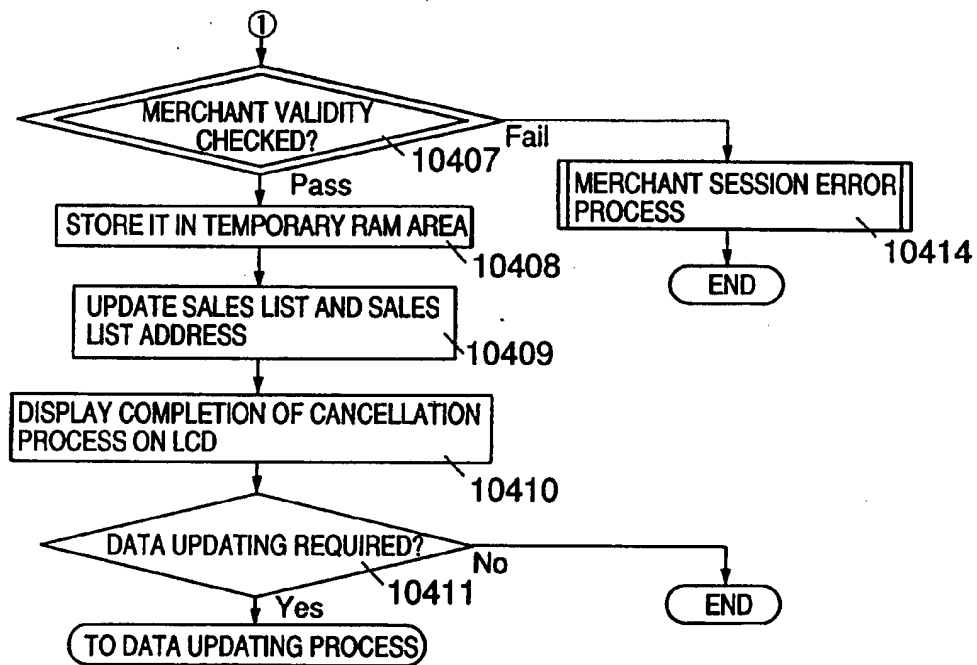 1
MERCHANT VALIDITY
CHECKED?
10407
Fail
Pass
MERCHANT SESSION ERROR
PROCESS
10414
END
STORE IT IN TEMPORARY RAM AREA
10408
UPDATE SALES LIST AND SALES
LIST ADDRESS
10409
DISPLAY COMPLETION OF CANCELLATION
PROCESS ON LCD
10410
DATA UPDATING REQUIRED?
10411
No
Yes
END
TO DATA UPDATING PROCESS